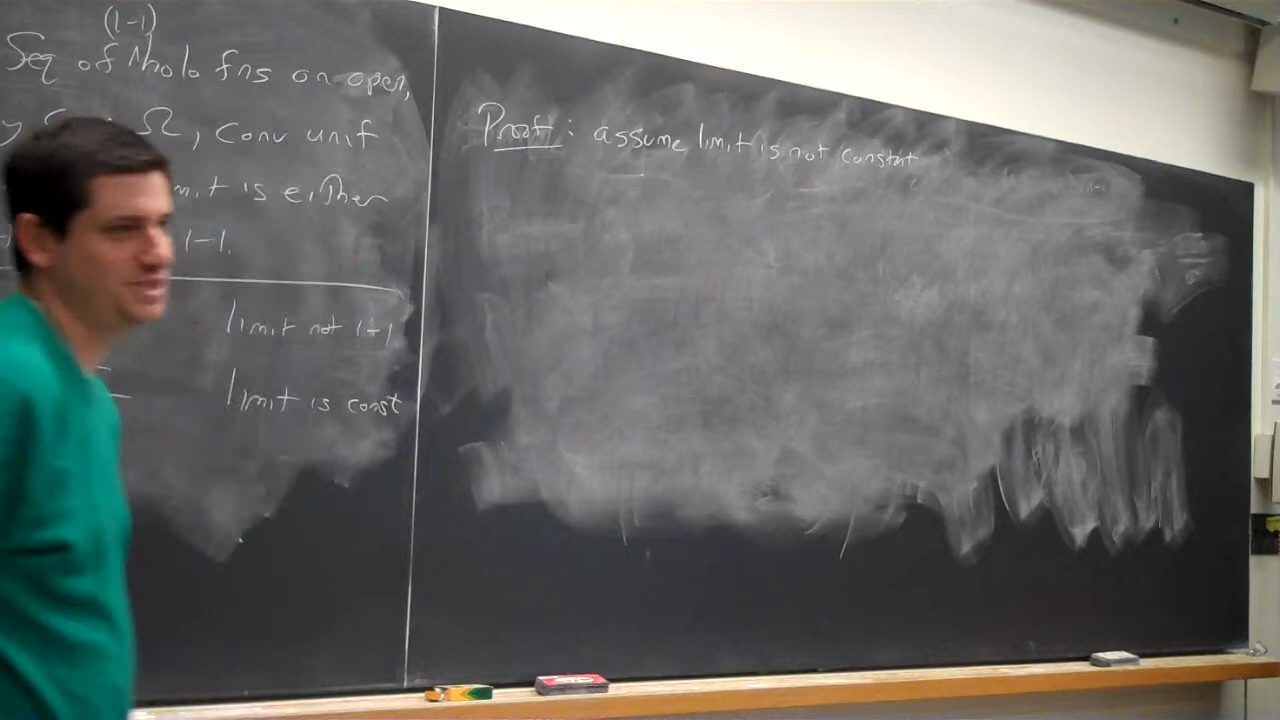 (1-1)
Seq of holo fns on open,
Ω, conv unif
limit is either
1-1.
limit not 1+1
limit is const
Proof: assume limit is not constant